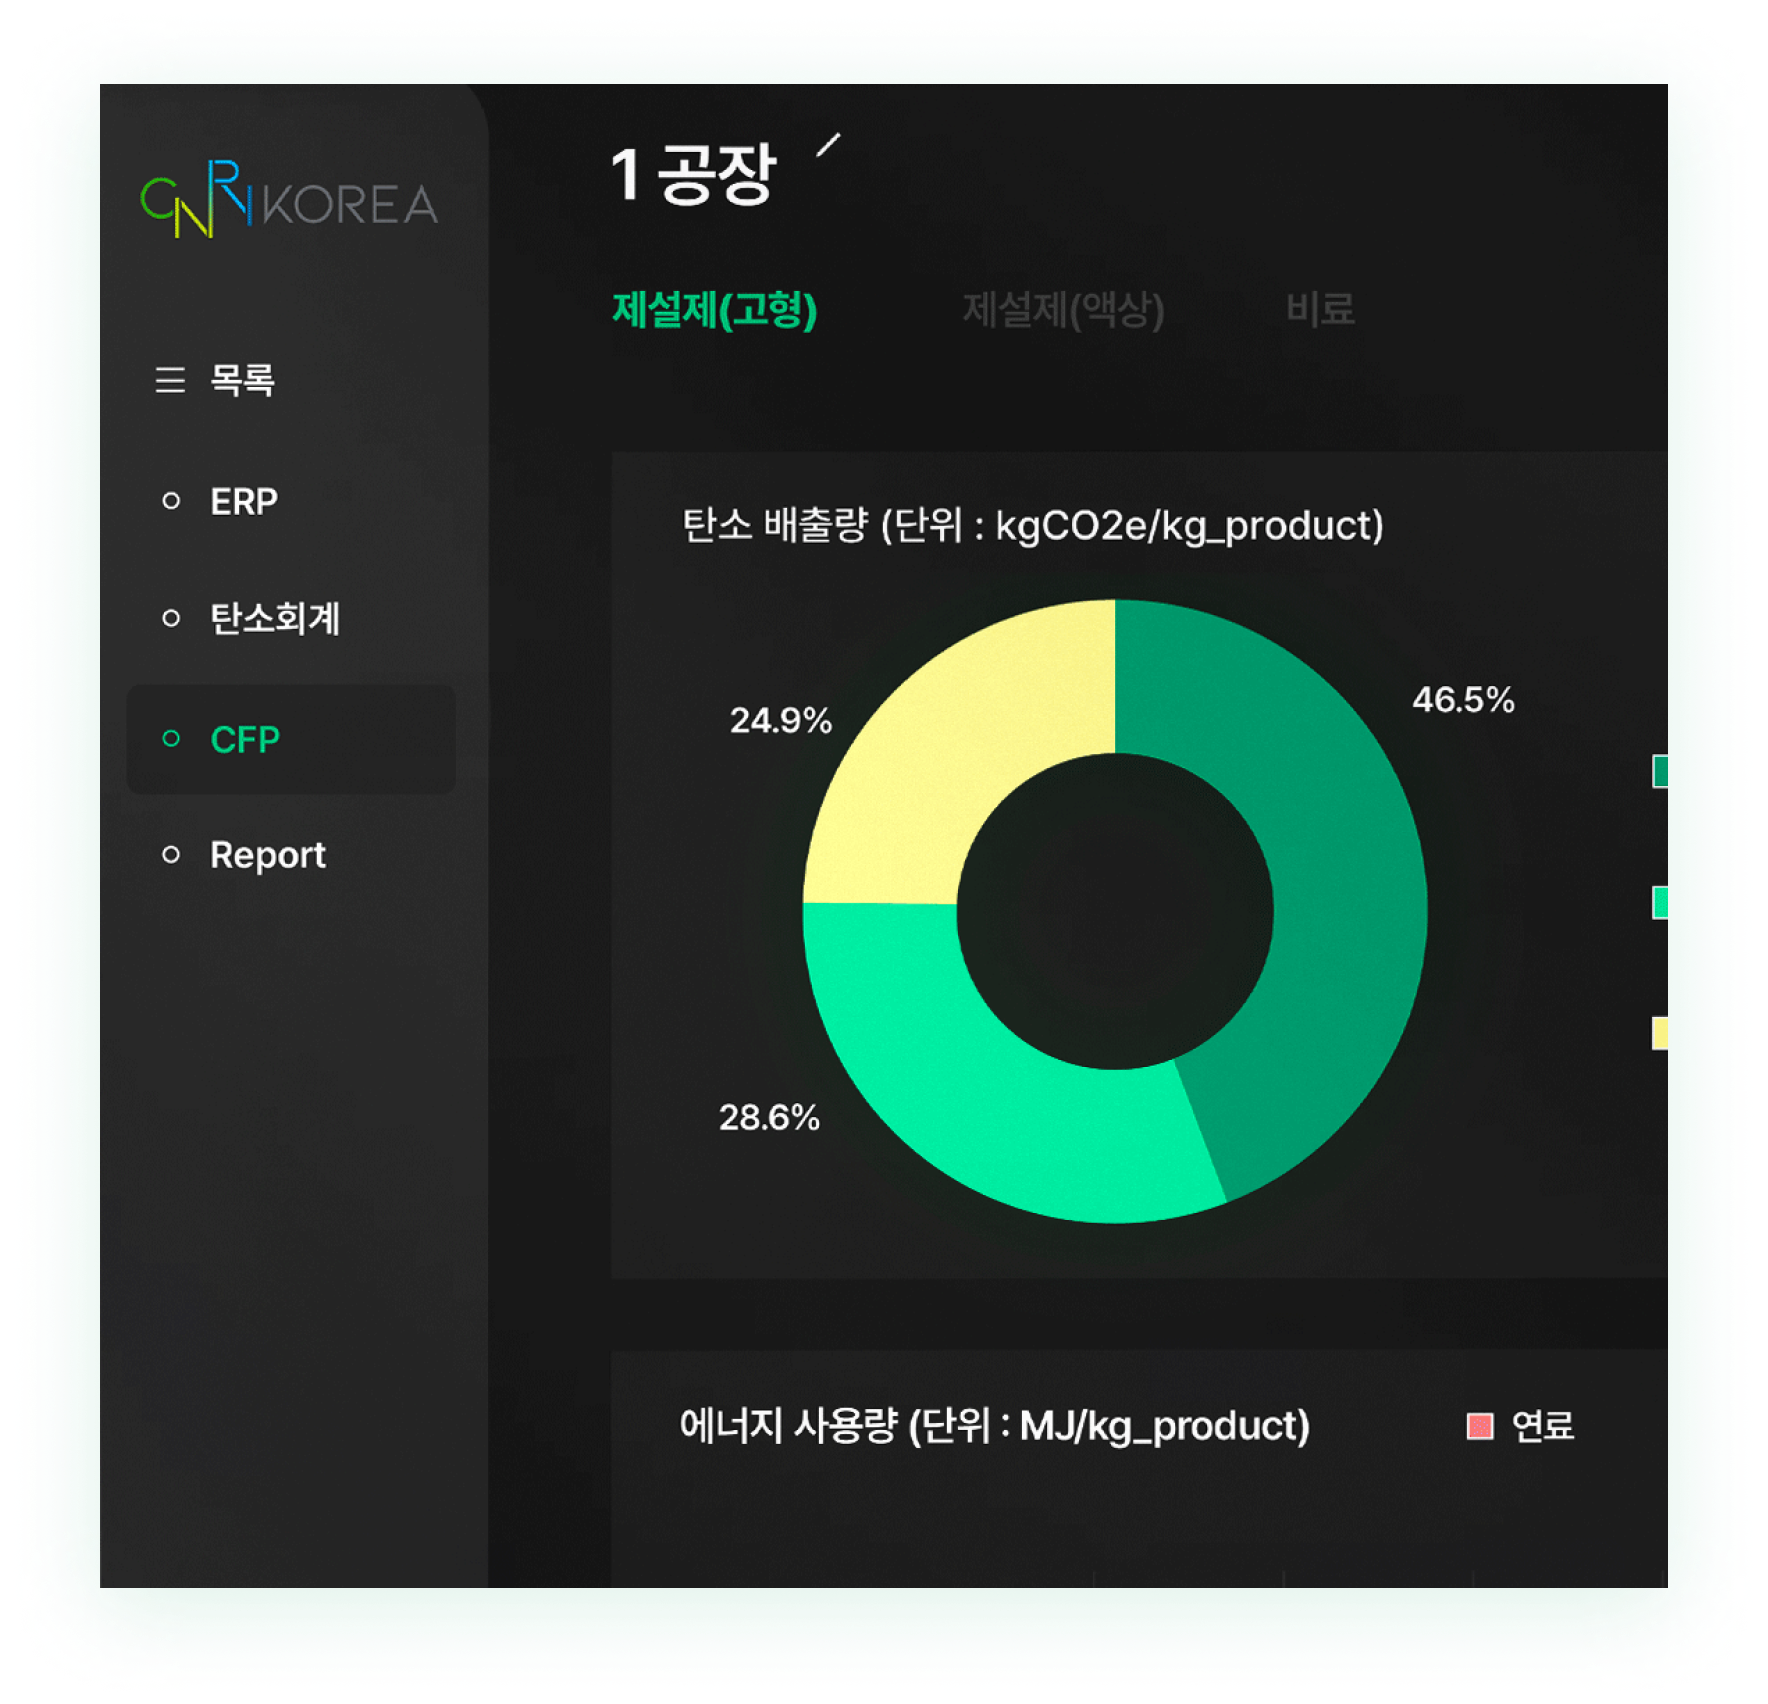 CNRI KOREA
목록
ERP
탄소회계
CFP
Report
1 공장
제설제(고형) 제설제(액상) 비료
탄소 배출량 (단위 : kgCO2e/kg_product)
24.9%
46.5%
28.6%
에너지 사용량 (단위 : MJ/kg_product)
연료